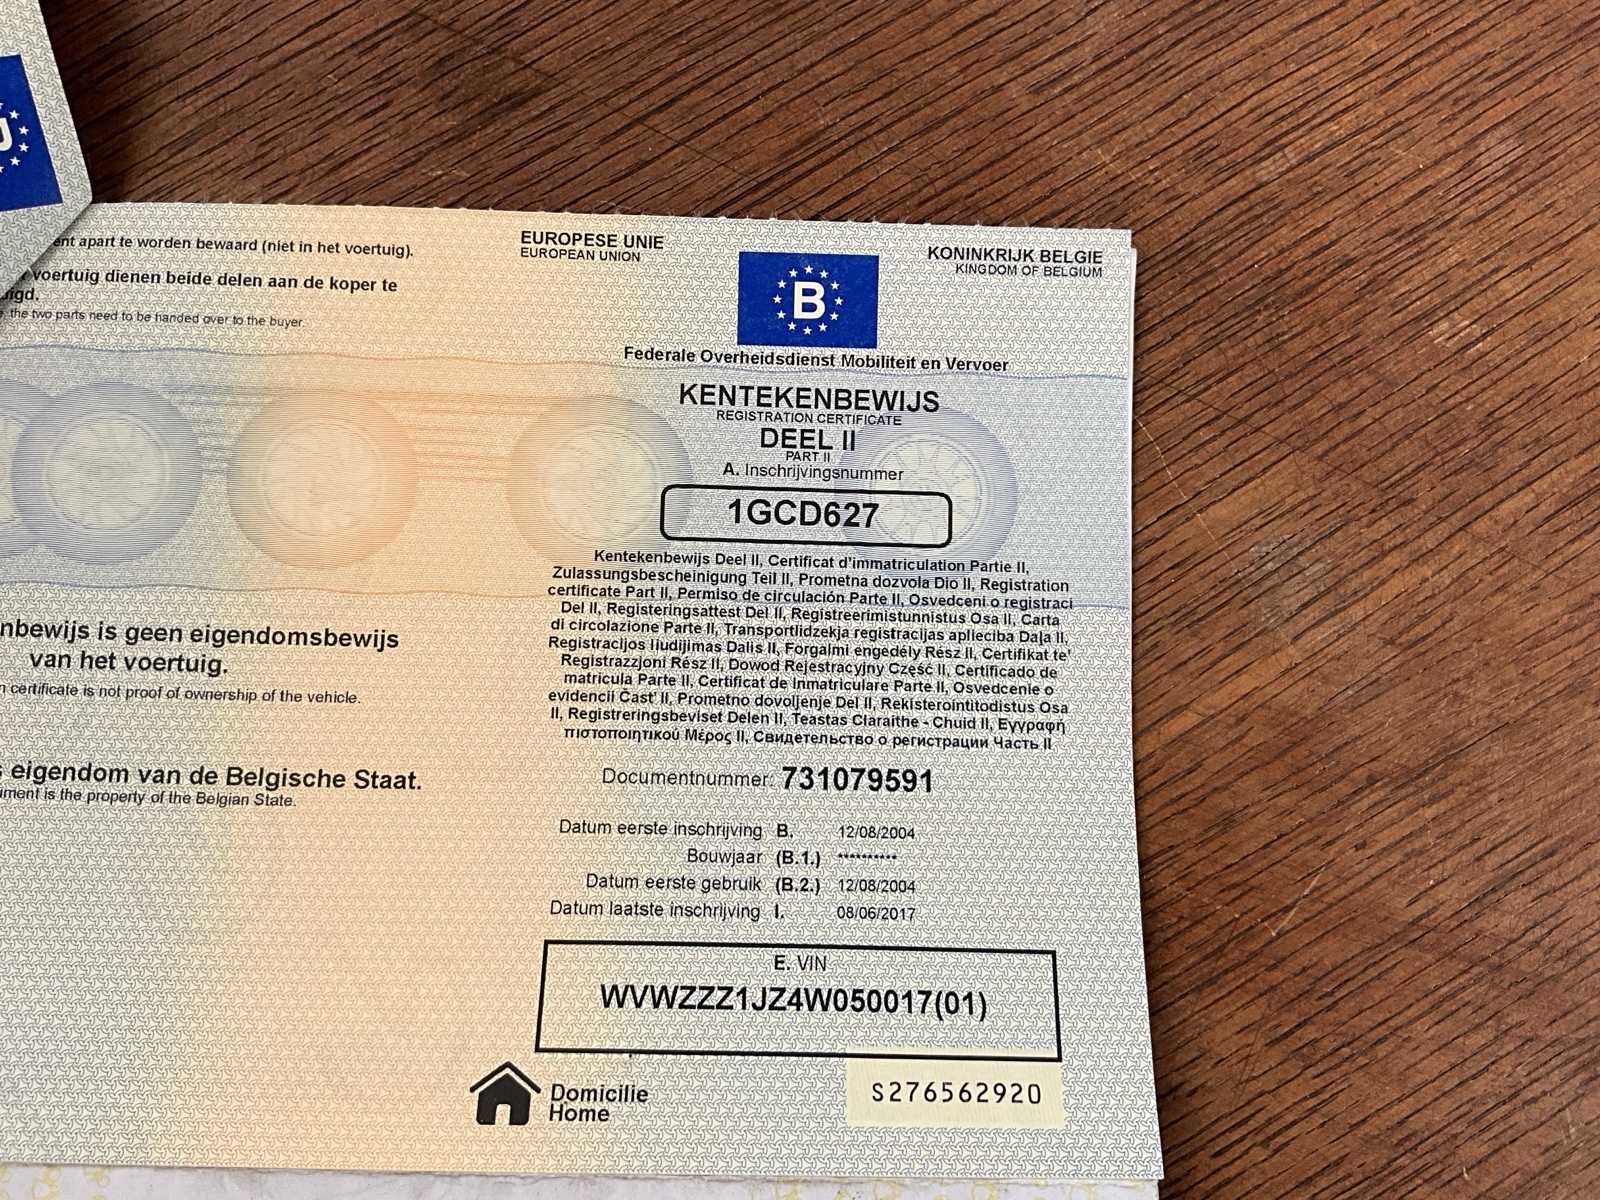 ent apart te worden bewaard (niet in het voertuig).
voertuig dienen beide delen aan de koper te
the two parts need to be handed over to the buyer.
nbewijs is geen eigendomsbewijs
van het voertuig.
certificate is not proof of ownership of the vehicle.
eigendom van de Belgische Staat.
ment is the property of the Belgian State.
EUROPESE UNIE
EUROPEAN UNION
B
KONINKRIJK BELGIE
KINGDOM OF BELGIUM
Federale Overheidsdienst Mobiliteit en Vervoer
KENTEKENBEWIJS
REGISTRATION CERTIFICATE
DEEL II
PART II
A. Inschrijvingsnummer
1GCD627
Kentekenbewijs Deel II, Certificat d'immatriculation Partie II,
Zulassungsbescheinigung Teil II, Prometna dozvola Dio II, Registration
certificate Part II, Permiso de circulación Parte II, Osvedceni o registraci
Del II, Registeringsattest Del II, Registreerimistunnistus Osa II, Carta
di circolazione Parte II, Transportlidzekja registracijas aplieciba Daļa II,
Registracijos liudijimas Dalis II, Forgalmi engedély Rész II, Certifikat te'
Registrazzjoni Rész II, Dowod Rejestracyjny Część II, Certificado de
matricula Parte II, Certificat de Inmatriculare Parte II, Osvedcenie o
evidencii Čast' II, Prometno dovoljenje Del II, Rekisterointitodistus Osa
II, Registreringsbeviset Delen II, Teastas Claraithe - Chuid II, Εγγραφή
πιστοποιητικού Μέρος II, Свидетельство о регистрации Часть II
Documentnummer: 731079591
Datum eerste inschrijving B. 12/08/2004
Bouwjaar (B.1.) **********
Datum eerste gebruik (B.2.) 12/08/2004
Datum laatste inschrijving I. 08/06/2017
E. VIN
WVWZZZ1JZ4W050017(01)
Domicilie
Home
S276562920